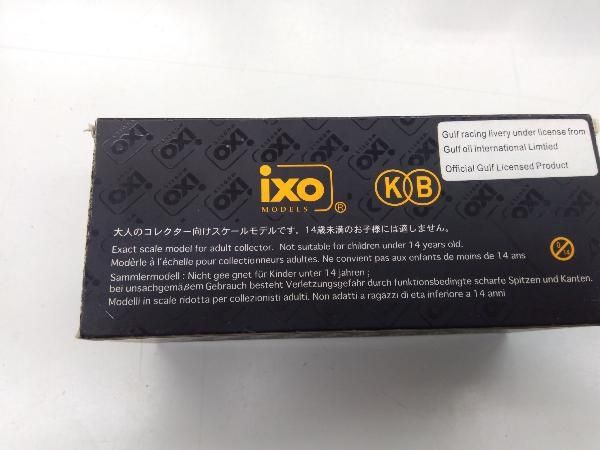 Gulf racing livery under license from
Gulf oil international Limtied
Official Gulf Licensed Product
ixo
MODELS ®
K B
大人のコレクター向けスケールモデルです。14歳未満のお子様には適しません。
Exact scale model for adult collector. Not suitable for children under 14 years old.
Modèrle à l'échelle pour collectionneurs adultes. Ne convient pas aux enfants de moins de 14 ans
Sammlermodell : Nicht gee gnet für Kinder unter 14 jahren ;
bei unsachgemäßem Gebrauch besteht Verletzungsgefahr durch funktionsbedingte scharfe Spitzen und Kanten.
Modelli in scale ridotta per collezionisti adulti. Non adatti a ragazzi di eta inferiore a 14 anni